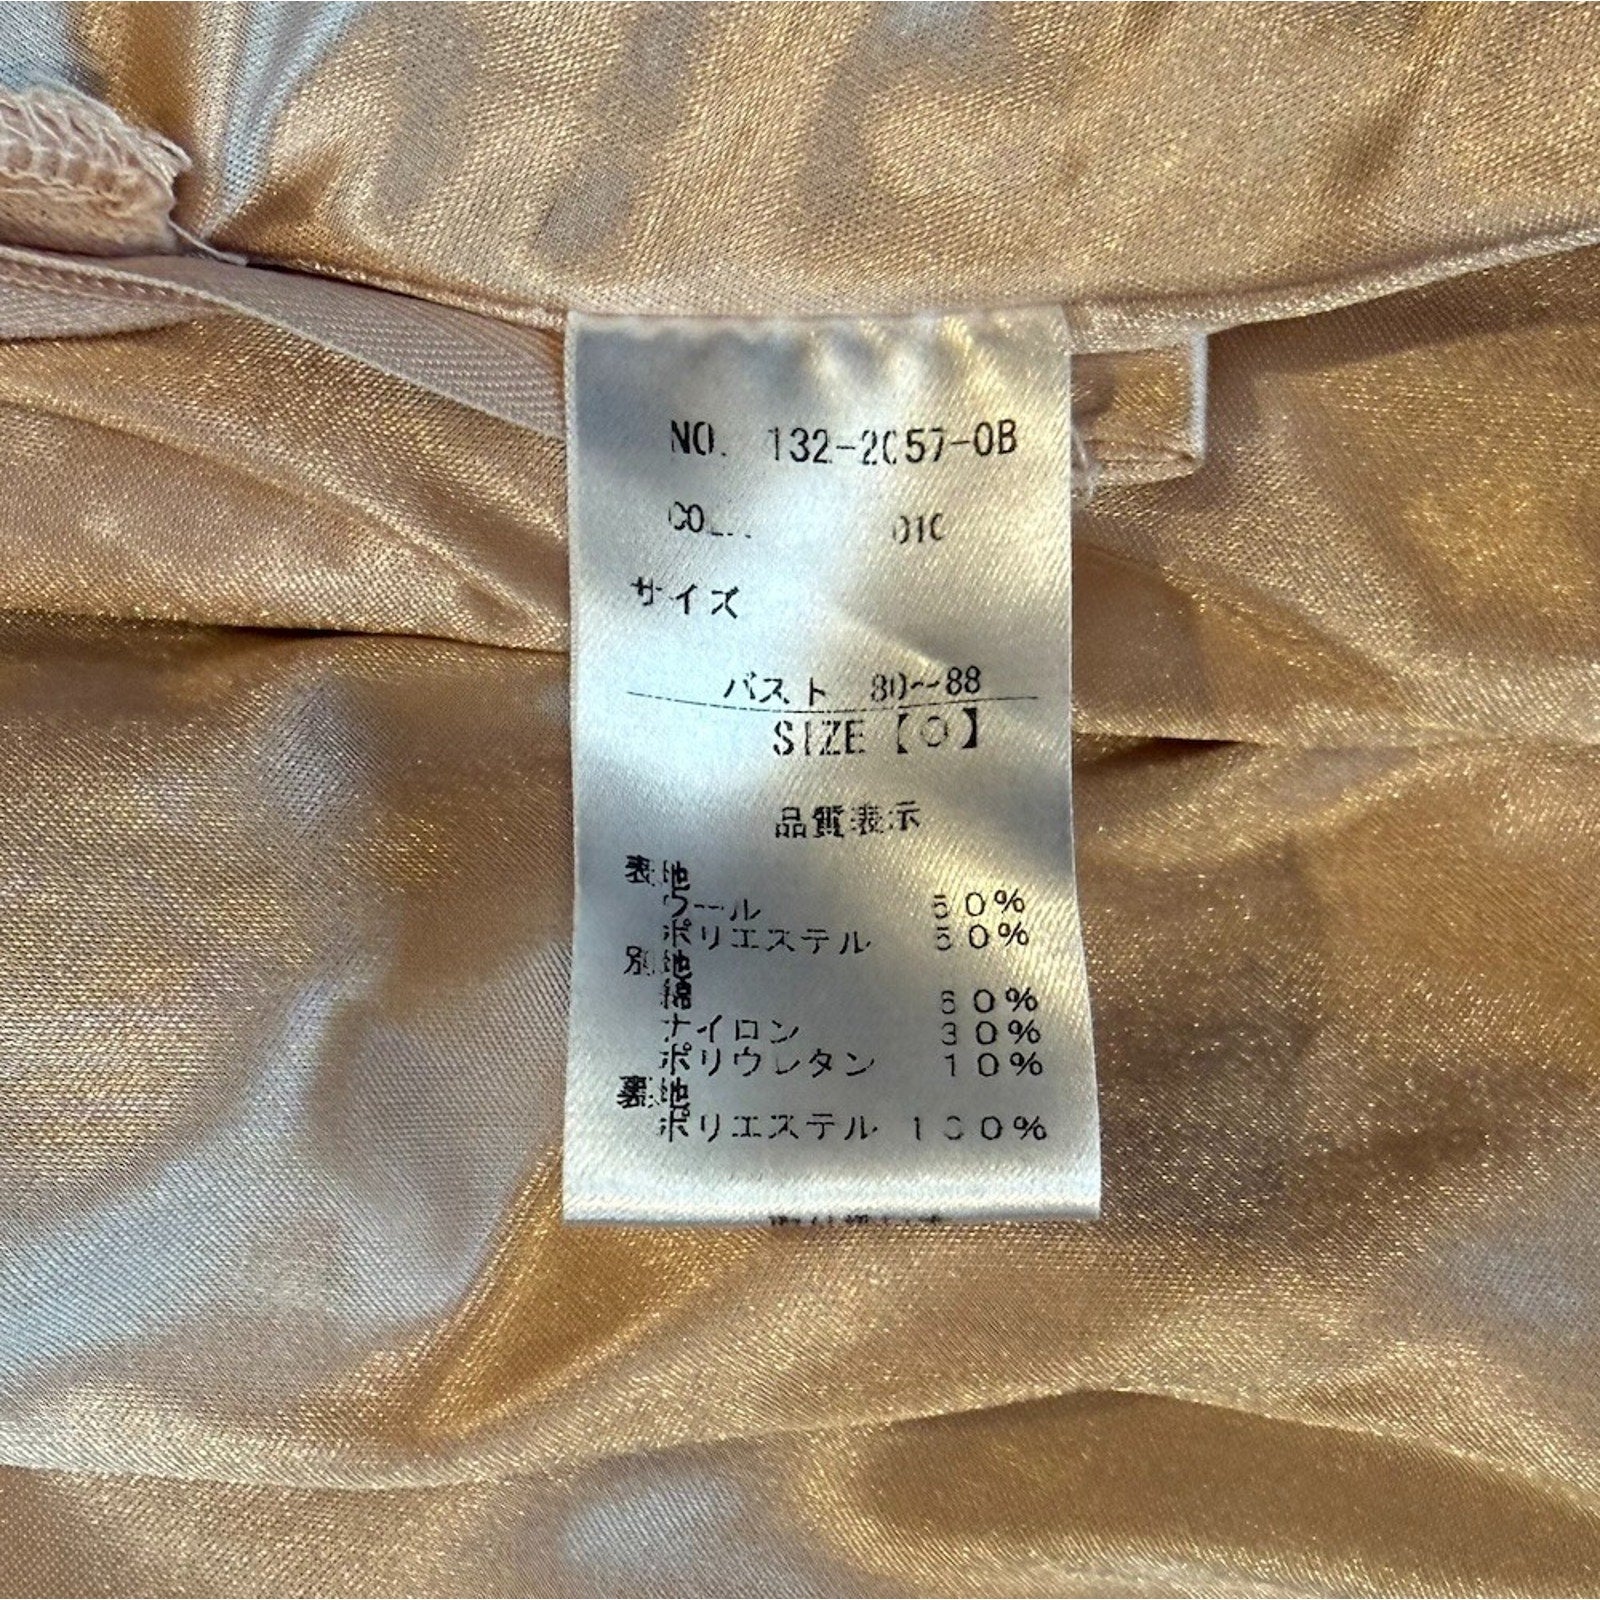 NO. 132-2057-0B
サイズ
バスト 80~88
SIZE【O】
品質表示
表地
ウール 50%
ポリエステル 50%
別地
綿 60%
ナイロン 30%
ポリウレタン 10%
裏地
ポリエステル 100%